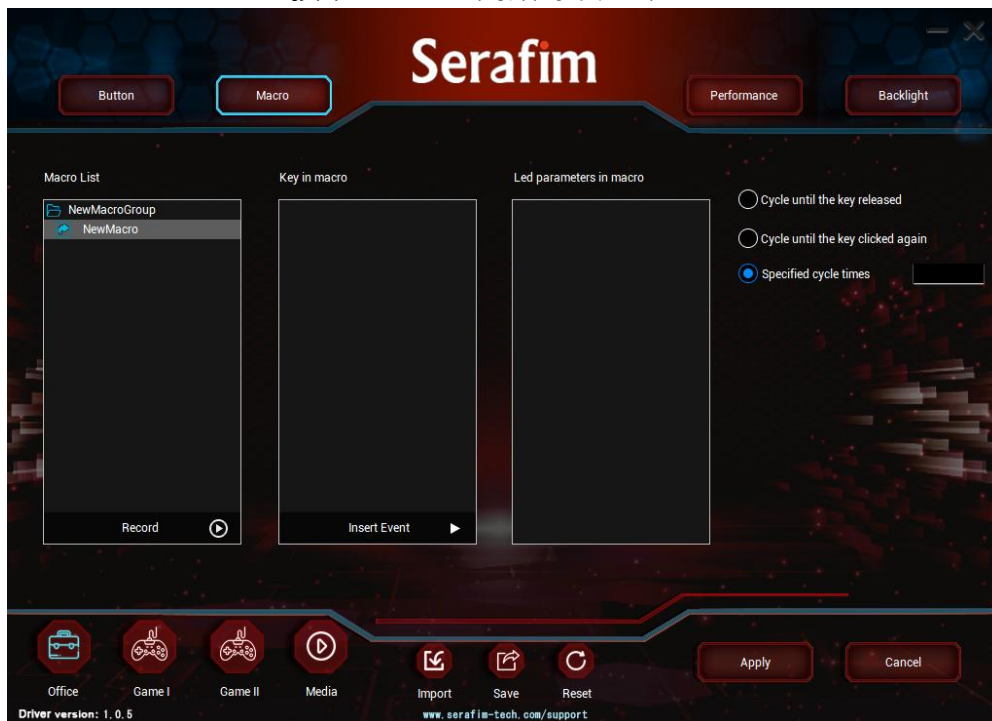 Serafim
Button
Macro
Performance
Backlight
Macro List
Key in macro
Led parameters in macro
NewMacroGroup
NewMacro
Cycle until the key released
Cycle until the key clicked again
Specified cycle times
Record
Insert Event
Office
Game I
Game II
Media
Import
Save
Reset
Apply
Cancel
Driver version: 1.0.5
www.serafim-tech.com/support